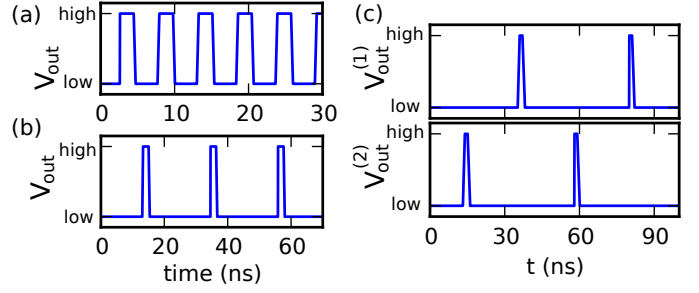 (a)
high
low
V_out
0 10 20 30
(b)
high
low
V_out
0 20 40 60
time (ns)
(c)
high
low
V_out^(1)
high
low
V_out^(2)
0 30 60 90
t (ns)